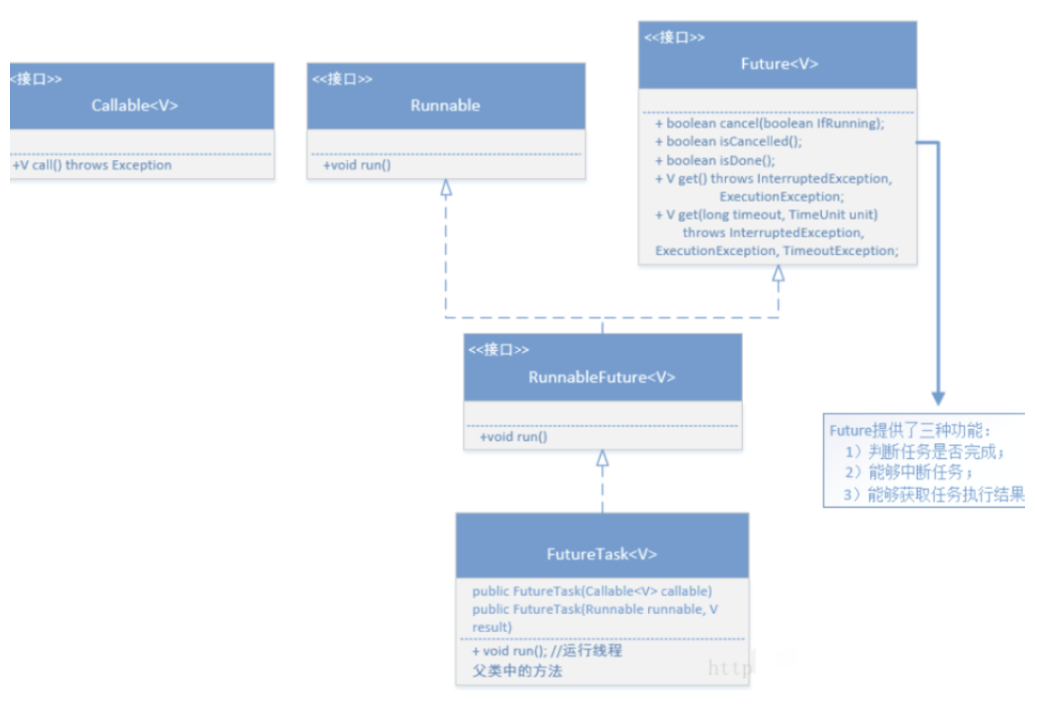 <接口>>
Callable<V>
+V call() throws Exception
<<接口>>
Runnable
+void run()
<<接口>>
Future<V>
+ boolean cancel(boolean IfRunning);
+ boolean isCancelled();
+ boolean isDone();
+ V get() throws InterruptedException,
ExecutionException;
+ V get(long timeout, TimeUnit unit)
throws InterruptedException,
ExecutionException, TimeoutException;
<<接口>>
RunnableFuture<V>
+void run()
Future提供了三种功能：
1）判断任务是否完成；
2）能够中断任务；
3）能够获取任务执行结果
FutureTask<V>
public FutureTask(Callable<V> callable)
public FutureTask(Runnable runnable, V
result)
+ void run(); //运行线程
父类中的方法
http